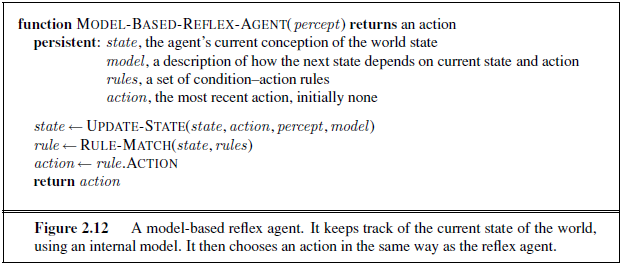 function MODEL-BASED-REFLEX-AGENT(percept) returns an action
persistent: state, the agent's current conception of the world state
model, a description of how the next state depends on current state and action
rules, a set of condition–action rules
action, the most recent action, initially none
state ← UPDATE-STATE(state, action, percept, model)
rule ← RULE-MATCH(state, rules)
action ← rule.ACTION
return action
Figure 2.12 A model-based reflex agent. It keeps track of the current state of the world,
using an internal model. It then chooses an action in the same way as the reflex agent.